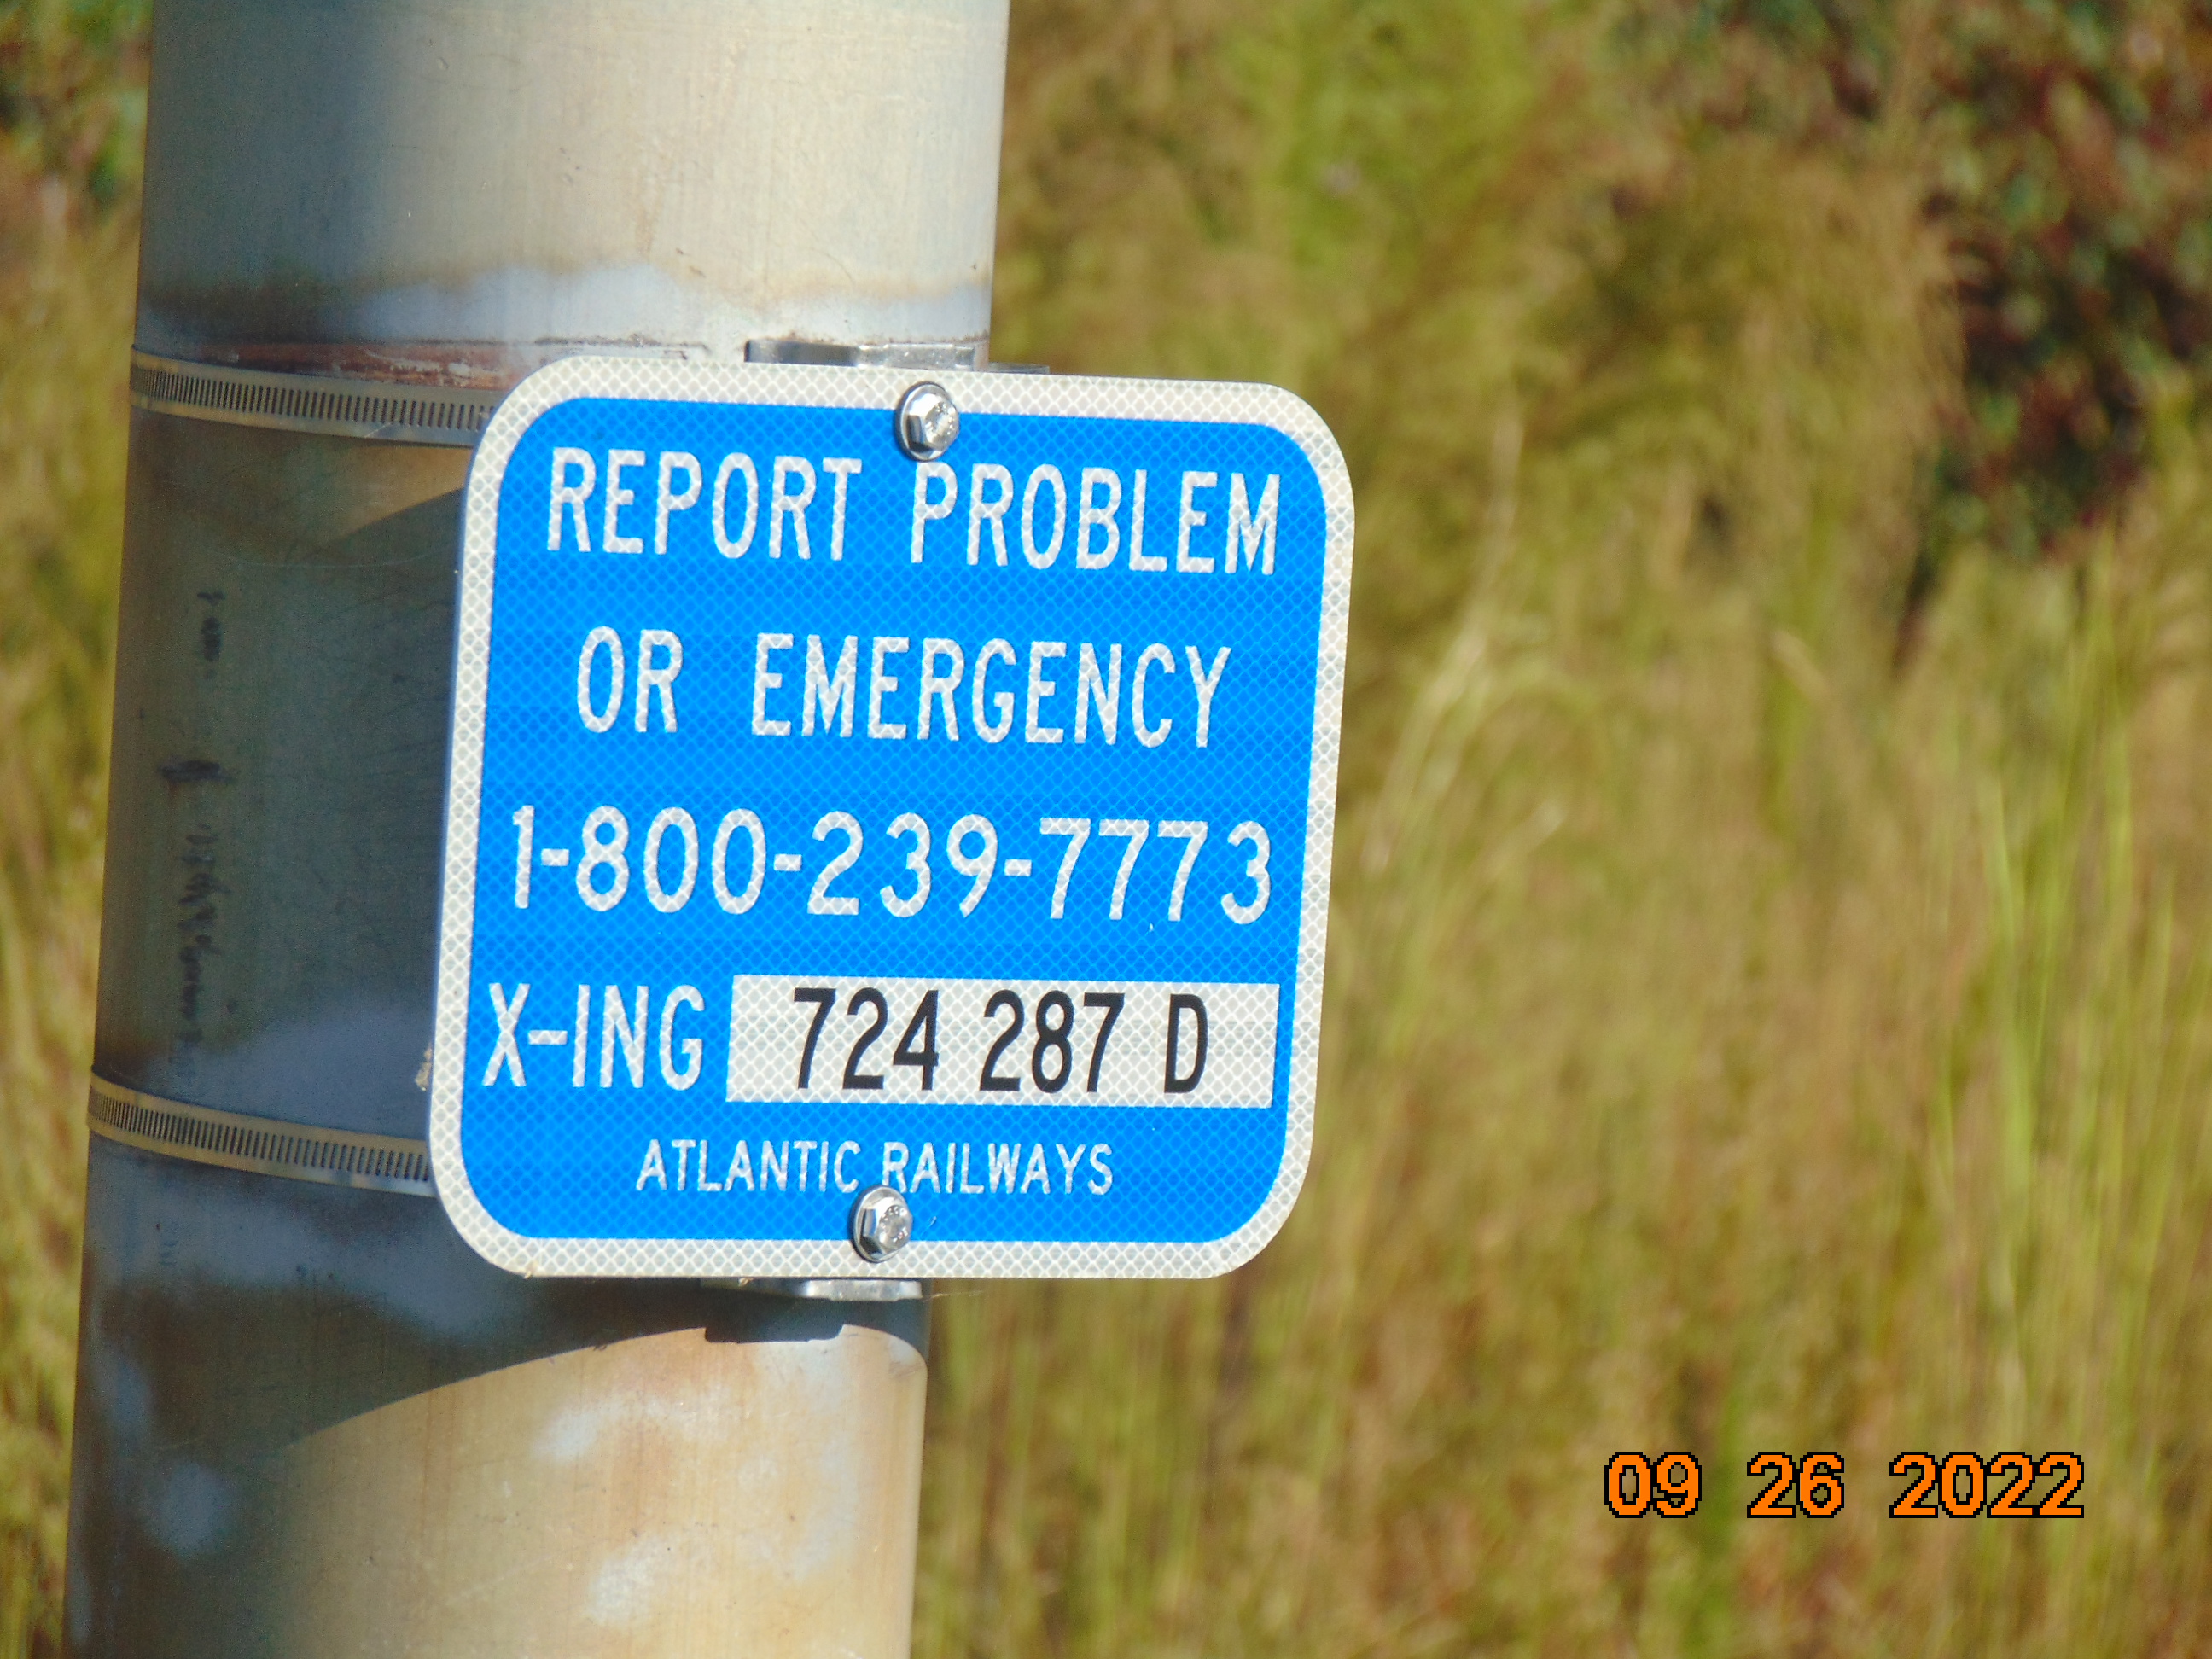 REPORT PROBLEM
OR EMERGENCY
1-800-239-7773
X-ING 724 287 D
ATLANTIC RAILWAYS
09 26 2022